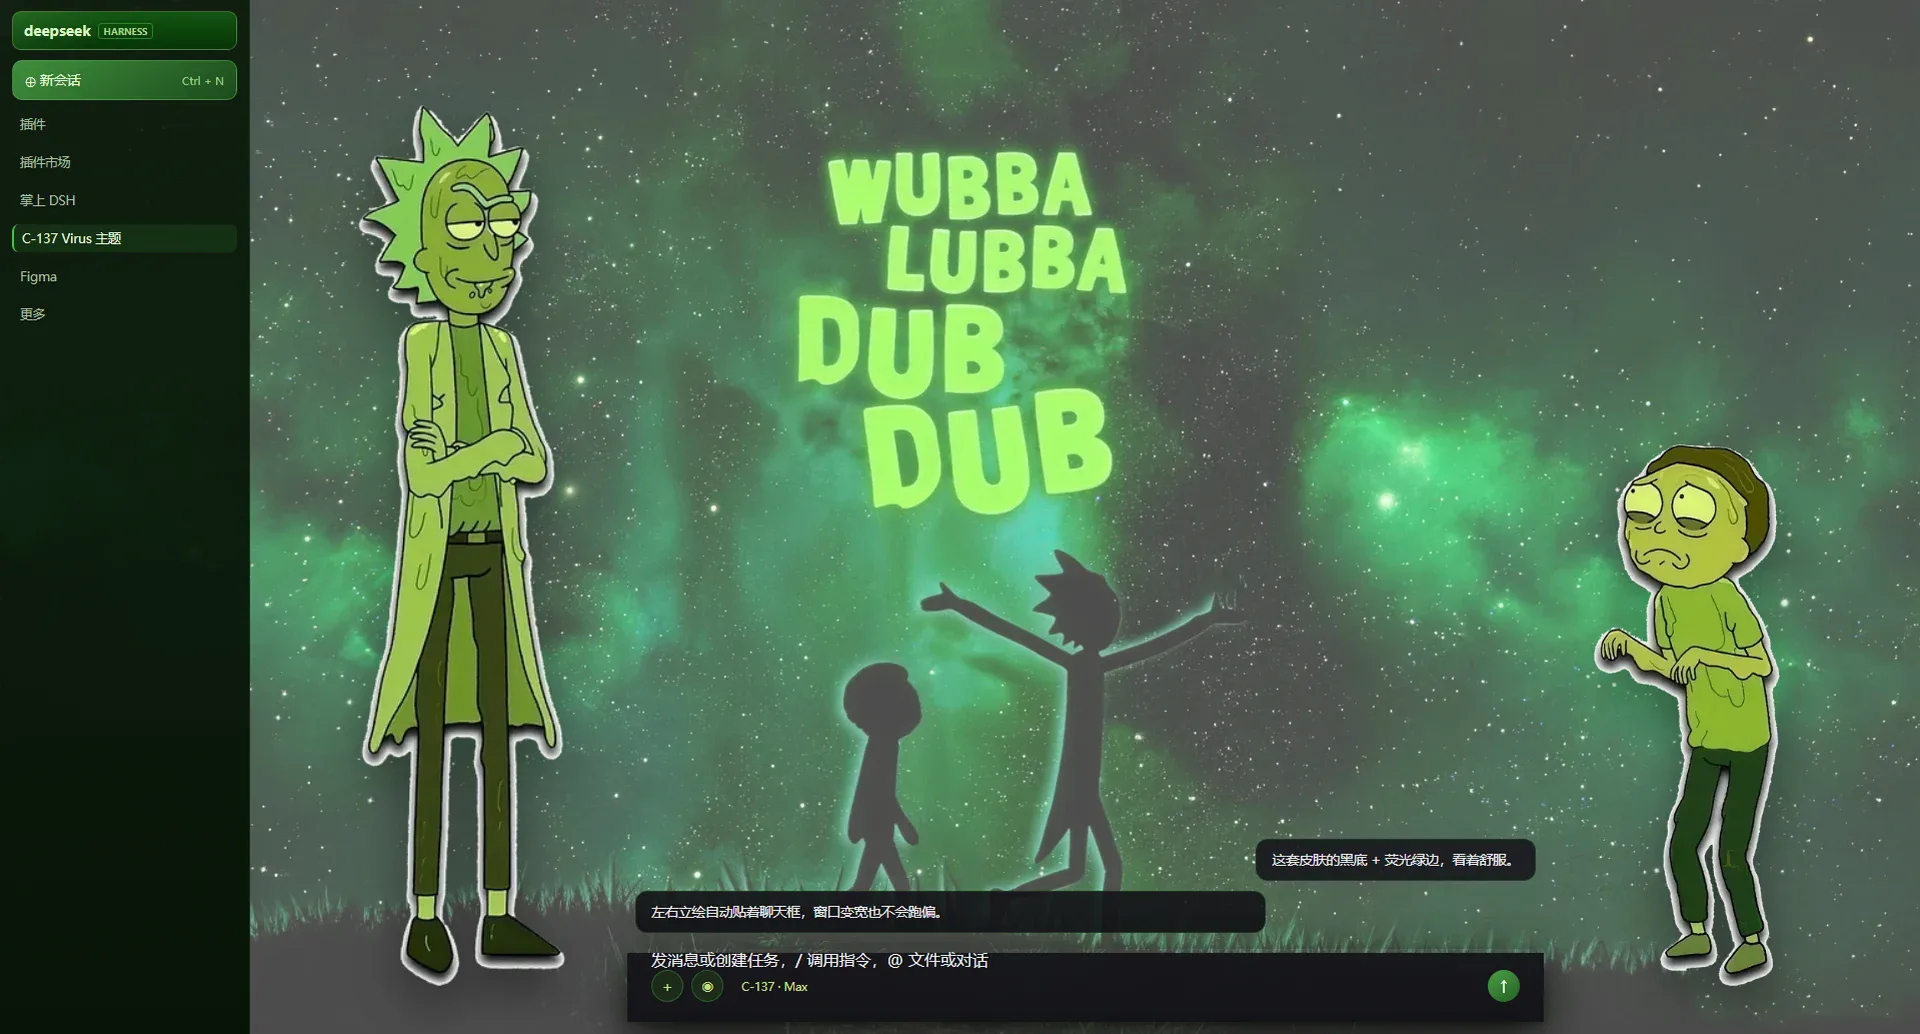 deepseek HARNESS
⊕ 新会话 Ctrl + N
插件
插件市场
掌上 DSH
C-137 Virus 主题
Figma
更多
WUBBA
LUBBA
DUB
DUB
这套皮肤的黑底 + 荧光绿边，看着舒服。
左右立绘自动贴着聊天框，窗口变宽也不会跑偏。
发消息或创建任务，/ 调用指令，@ 文件或对话
+ ◉ C-137 · Max ↑